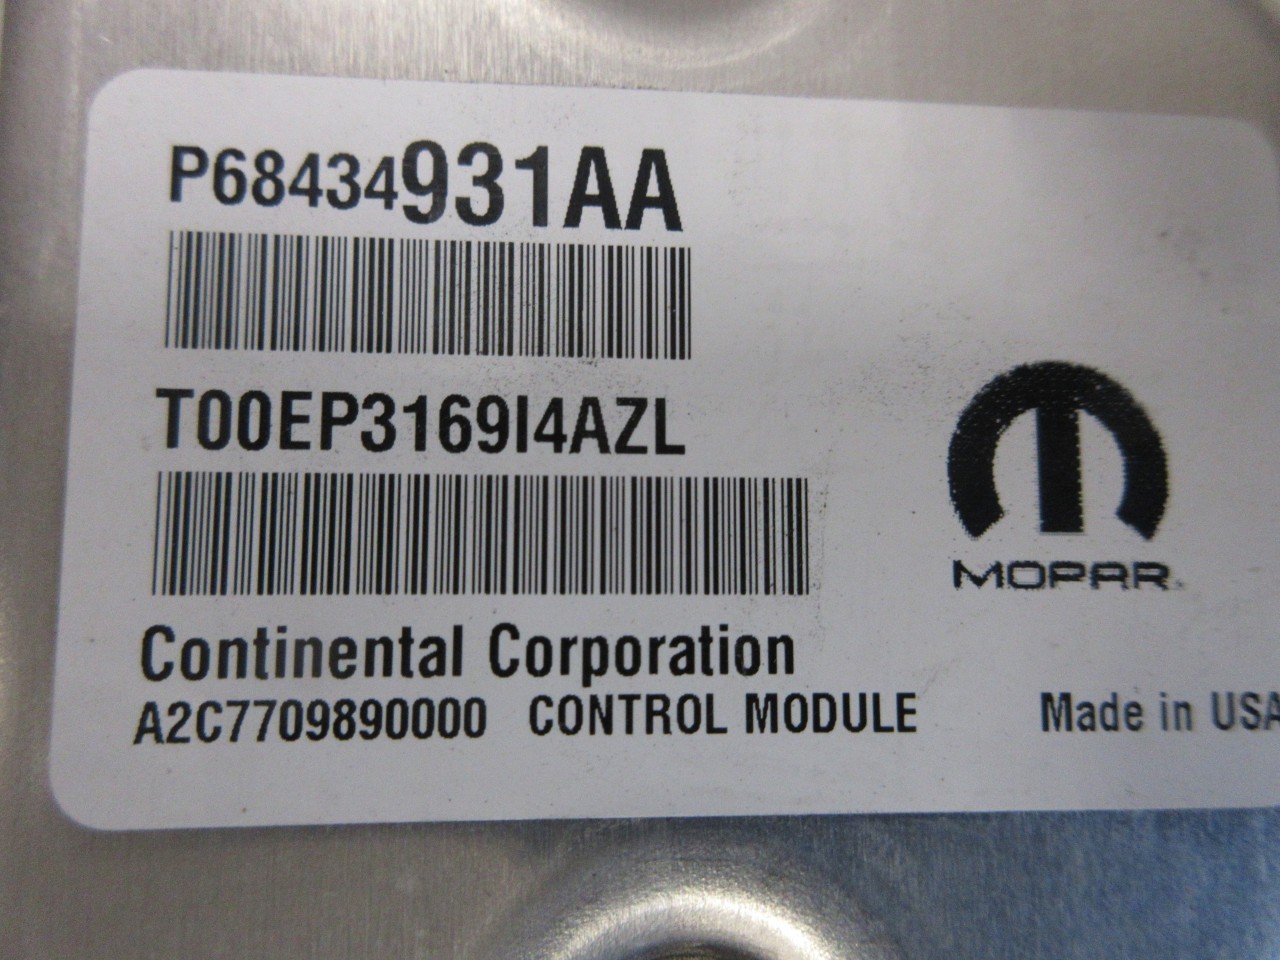 P68434931AA
T00EP3169I4AZL
MOPAR
Continental Corporation
A2C7709890000 CONTROL MODULE Made in USA